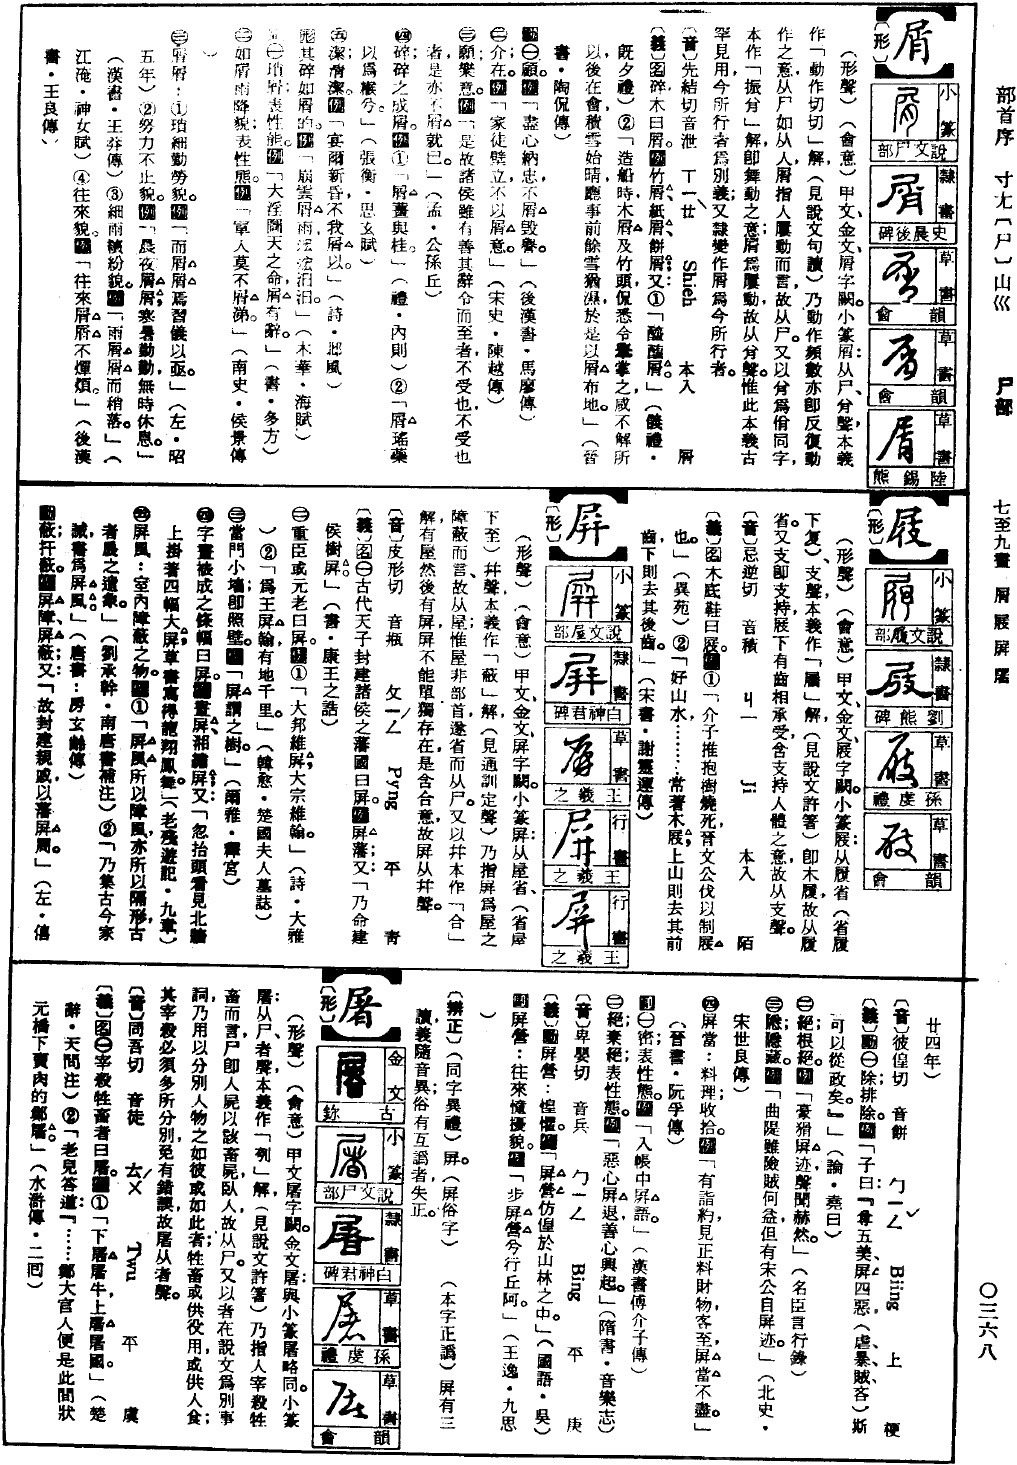 部首序 寸尢〔尸〕山巛 尸部 七至九畫 屑屐屏屠 〇三六八
屑
〔形〕
小篆 說文尸部
隸書 史晨後碑
草書 韻會
草書 韻會
草書 陸錫熊
（形聲）（會意）甲文、金文、屑字闕。小篆屑：从尸、㕣聲、本義
作「動作切切」解，（見說文句讀）乃動作頻數亦卽反復動
作之意，故从尸如从人，屑指人屢動而言，故从尸。又以㕣爲佾同字，
本作「振㕣」解，卽舞動之意；屑爲屢動，故从㕣聲。惟此本義古
罕見用，今所行者爲別義，又隸變作屑，爲今所行者。
〔音〕先結切 音泄 ㄒㄧㄝ Shieh 本入 屑
〔義〕名碎木曰屑。例竹屑、紙屑、餅屑；又①「醯醢屑」（儀禮・
旣夕禮）②「造船時木屑及竹頭，侃悉令擧掌之，咸不解所
以，後在會，積雪始晴，廳事前餘雪猶濕，於是以屑布地。」（晉
書・陶侃傳）
動㊀顧。例「盡心納忠，不屑毀譽。」（後漢書・馬廖傳）
㊁介在。例「家徒壁立，不以屑意。」（宋史・陳越傳）
㊂願樂意。例「是故諸侯雖有善其辭令而至者，不受也，不受也
者，是亦不屑就已。」（孟・公孫丑）
㊃碎，碎之成屑。例①「屑薑與桂。」（禮・內則）②「屑瑤蘂
以爲糇兮。」（張衡・思玄賦）
㊄潔，淸潔。例「宴爾新昏，不我屑以。」（詩・邶風）
㊀瑣屑，表性能。例「大淫圖天之命，屑有辭。」（書・多方）
㊁如屑雨降貌，表性態。例「軍人莫不屑涕。」（南史・侯景傳
）
㊂屑屑：①瑣細勤勞貌。例「而屑屑焉習儀以亟。」（左・昭
五年）②努力不止貌。例「晨夜屑屑，寒暑勤勤，無時休息。」
（漢書・王莽傳）③細雨繽紛貌。例「雨屑屑而稍落。」（
江淹・神女賦）④往來貌。例「往來屑屑不憚煩。」（後漢
書・王良傳）
屐
〔形〕
小篆 說文履部
隸書 劉熊碑
草書 孫虔禮
草書 韻會
（形聲）（會意）甲文、金文、屐字闕。小篆屐从履省（省履
下复），支聲，本義作「屩」解，（見說文許箸）卽木履，故从履
省。又支卽支持，屐下有齒相承受，含支持人體之意，故从支聲。
〔音〕忌逆切 音積 ㄐㄧ Ji 本入 陌
〔義〕名木底鞋曰屐。例①「介子推抱樹燒死，晉文公伐以制屐
也。」（異苑）②「好山水，……常著木屐，上山則去其前
齒，下則去其後齒。」（宋書・謝靈運傳）
屏
〔形〕
小篆 說文屋部
隸書 白神君碑
草書 王羲之
行書 王羲之
行書 王羲之
（形聲）（會意）甲文、金文、屏字闕。小篆屏：从屋省、（省屋
下至）幷聲，本義作「蔽」解，（見通訓定聲）乃指屛爲屋之
障蔽而言，故从屋，惟屋非部首，遂省而从尸。又以幷本作「合」
解，有屋然後有屏，屏不能單獨存在，是含合意，故屏从幷聲。
〔音〕皮形切 音瓶 ㄆㄧㄥ Pyng 平 靑
〔義〕名㊀古代天子封建諸侯之藩國曰屏。例屏藩；又「乃命建
侯樹屏。」（書・康王之誥）
㊁重臣或元老曰屏。例①「大邦維屏，大宗維翰。」（詩・大雅
）②「爲王屏翰，有地千里。」（韓愈・楚國夫人墓誌）
㊂當門小墻卽照壁。例「屏謂之樹。」（爾雅・釋宮）
㊃字畫裱成之條幅曰屏。例畫屏、湘繡屏；又「忽抬頭看見北牆
上掛著四幅大屏，草書寫得龍翔鳳舞」（老殘遊記・九章）
㊄屏風：室內障蔽之物。例①「屏風所以障風，亦所以隔形，古
者扆之遺象。」（劉承幹・南唐書補注）②「乃集古今家
誡，書爲屏風。」（唐書：房玄齡傳）
動蔽，扞蔽。例屏障、屏蔽；又「故封建親戚以藩屏周」（左・僖
廿四年）
〔音〕彼徨切 音餠 ㄅㄧㄥˇ Biing 上 梗
〔義〕動㊀除，排除。例「子曰『尊五美，屏四惡（虐、暴、賊、吝）斯
可以從政矣。』」（論・堯曰）
㊁絕，根絕。例「豪猾屏迹，聲聞赫然。」（名臣言行錄）
㊂隱，隱藏。例「曲隄雖險賊何益，但有宋公自屏迹。」（北史・
宋世良傳）
㊃屏當：料理收拾。例「有詣約，見正料財物，客至，屏當不盡。」
（晉書・阮孚傳）
副㊀密，表性態。例「入帳中屏語。」（漢書傅介子傳）
㊁絕，棄絕，表性態。例「惡心屏退，善心興起。」（隋書・音樂志）
〔音〕卑嬰切 音兵 ㄅㄧㄥ Bing 平 庚
〔義〕動屏營：惶懼。例「屏營仿偟於山林之中。」（國語・吳）
副屏營：往來憧擾貌。例「步屏營兮行丘阿。」（王逸・九思
）
〔辨正〕（同字異體）屏。（屏俗字） （本字正譌）屏有三
讀，義隨音異，俗有互譌者，失正。
屠
〔形〕
金文 古鉥
小篆 說文尸部
隸書 白神君碑
草書 孫虔禮
草書 韻會
（形聲）（會意）甲文屠字闕。金文屠：與小篆屠略同。小篆
屠：从尸、者聲，本義作「刳」解，（見說文許箸）乃指人宰殺牲
畜而言，尸卽人屍以該畜屍臥人，故从尸。又以者在說文爲別事
詞，乃用以分別人物之如彼或如此者；牲畜或供役用，或供人食，
其宰殺必須多所分別，免有錯誤，故屠从者聲。
〔音〕同吾切 音徒 ㄊㄨˊ Twu 平 虞
〔義〕名㊀宰殺牲畜者曰屠。例①「下屠屠牛，上屠屠國。」（楚
辭・天問注）②「老兒答道：『……鄭大官人，便是此間狀
元橋下賣肉的鄭屠。」（水滸傳・二回）